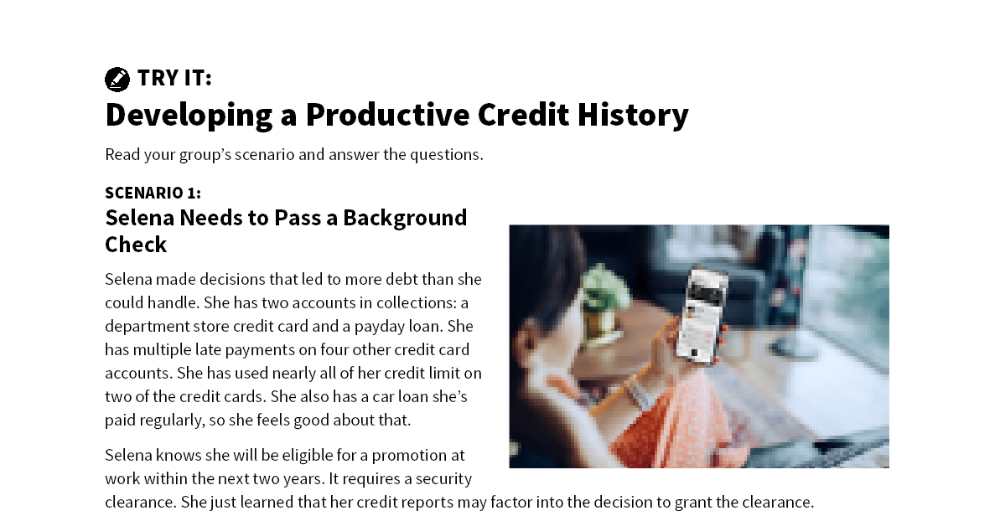 TRY IT:
Developing a Productive Credit History
Read your group’s scenario and answer the questions.
SCENARIO 1:
Selena Needs to Pass a Background
Check
Selena made decisions that led to more debt than she
could handle. She has two accounts in collections: a
department store credit card and a payday loan. She
has multiple late payments on four other credit card
accounts. She has used nearly all of her credit limit on
two of the credit cards. She also has a car loan she’s
paid regularly, so she feels good about that.
Selena knows she will be eligible for a promotion at
work within the next two years. It requires a security
clearance. She just learned that her credit reports may factor into the decision to grant the clearance.